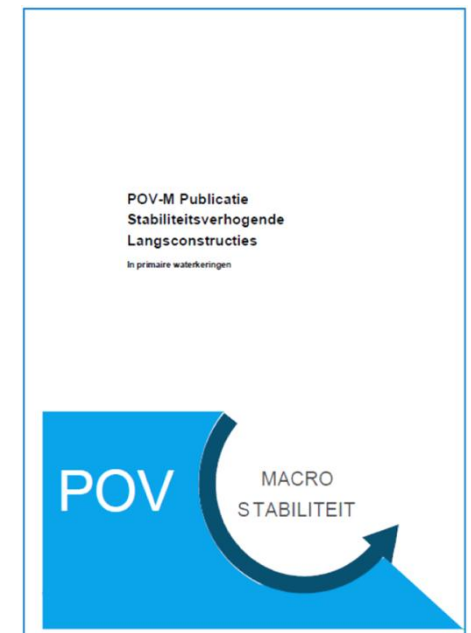 POV-M Publicatie
Stabiliteitsverhogende
Langsconstructies
In primaire waterkeringen
POV
MACRO
STABILITEIT